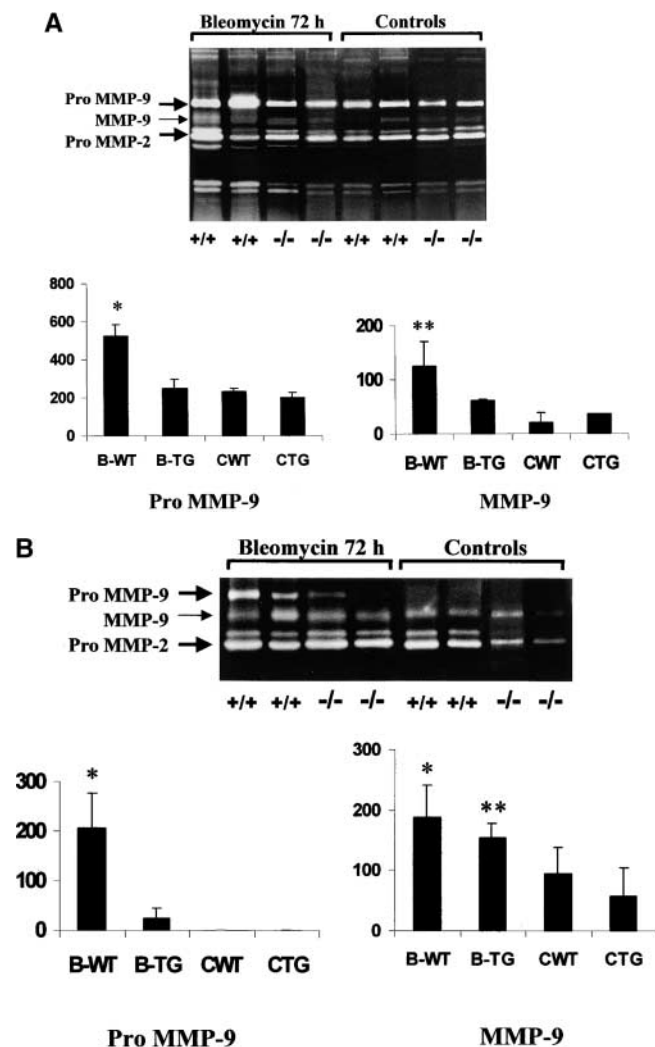 A
Bleomycin 72 h Controls
Pro MMP-9
MMP-9
Pro MMP-2
+/+ +/+ -/- -/- +/+ +/+ -/- -/-
800
600
400
200
0
*
B-WT B-TG CWT CTG
Pro MMP-9
200
100
0
**
B-WT B-TG CWT CTG
MMP-9
B
Bleomycin 72 h Controls
Pro MMP-9
MMP-9
Pro MMP-2
+/+ +/+ -/- -/- +/+ +/+ -/- -/-
300
200
100
0
*
B-WT B-TG CWT CTG
Pro MMP-9
300
200
100
0
* **
B-WT B-TG CWT CTG
MMP-9